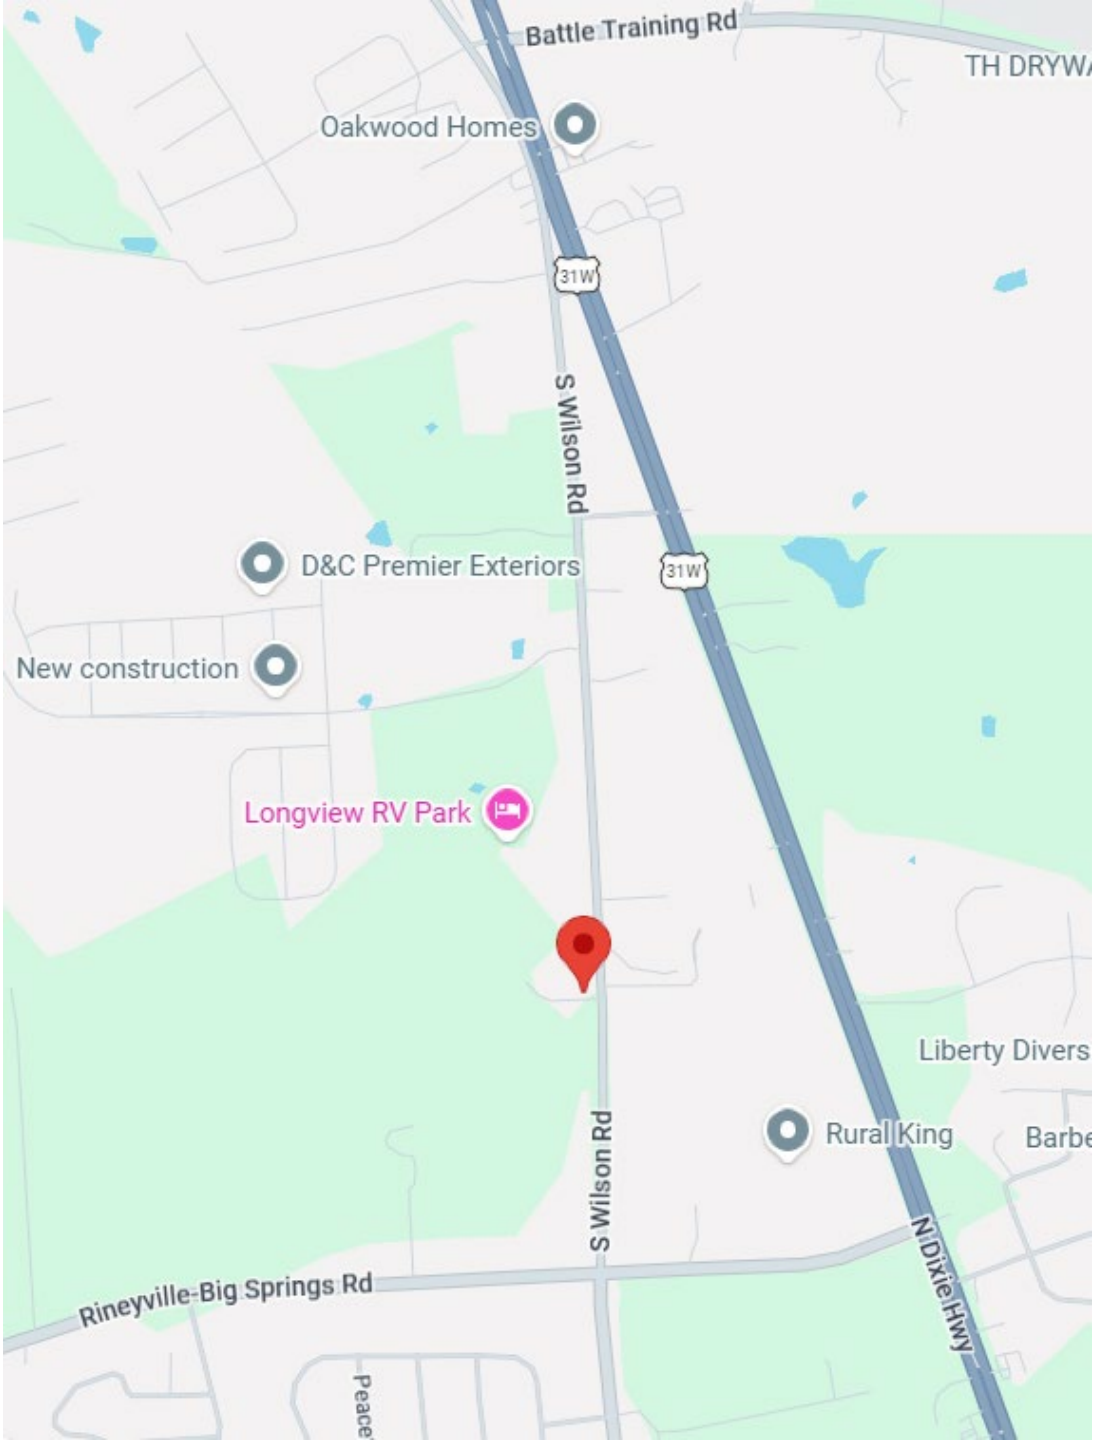 Battle Training Rd
TH DRYWA
Oakwood Homes
31W
S Wilson Rd
D&C Premier Exteriors
31W
New construction
Longview RV Park
Liberty Divers
S Wilson Rd
Rural King
Barbe
N Dixie Hwy
Rineyville-Big Springs Rd
Peace